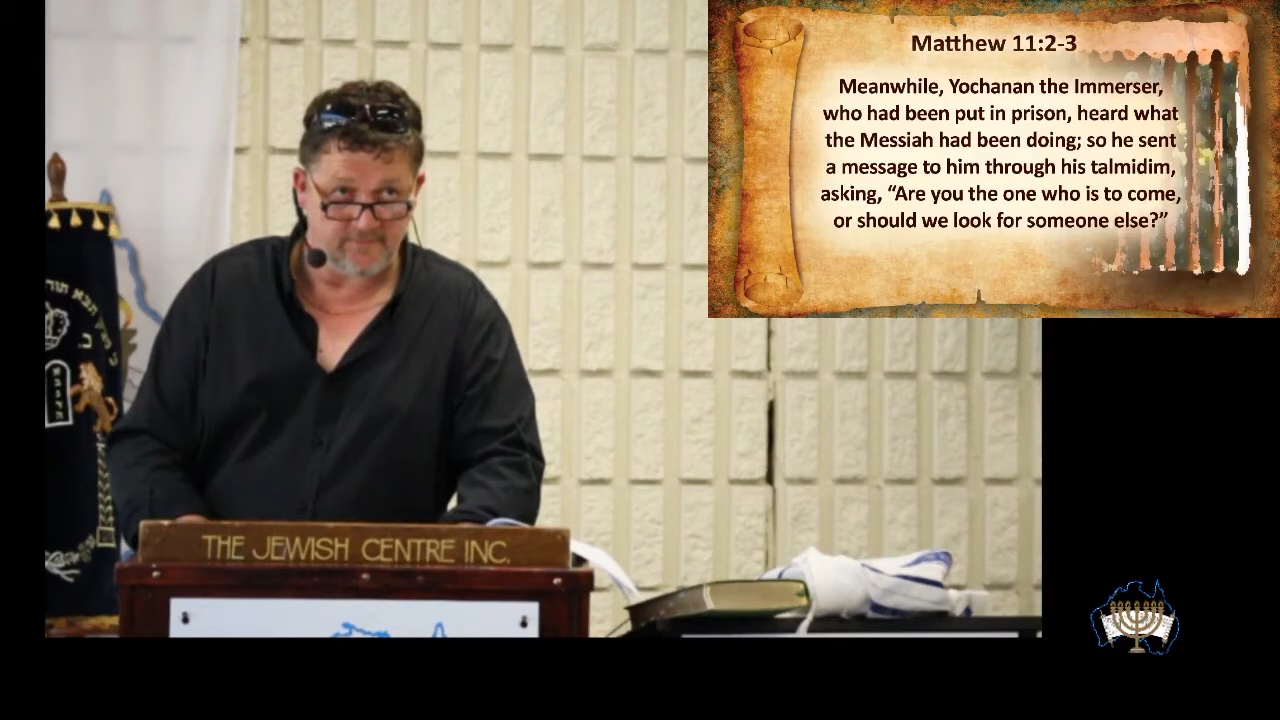 Matthew 11:2-3
Meanwhile, Yochanan the Immerser,
who had been put in prison, heard what
the Messiah had been doing; so he sent
a message to him through his talmidim,
asking, “Are you the one who is to come,
or should we look for someone else?”
THE JEWISH CENTRE INC.